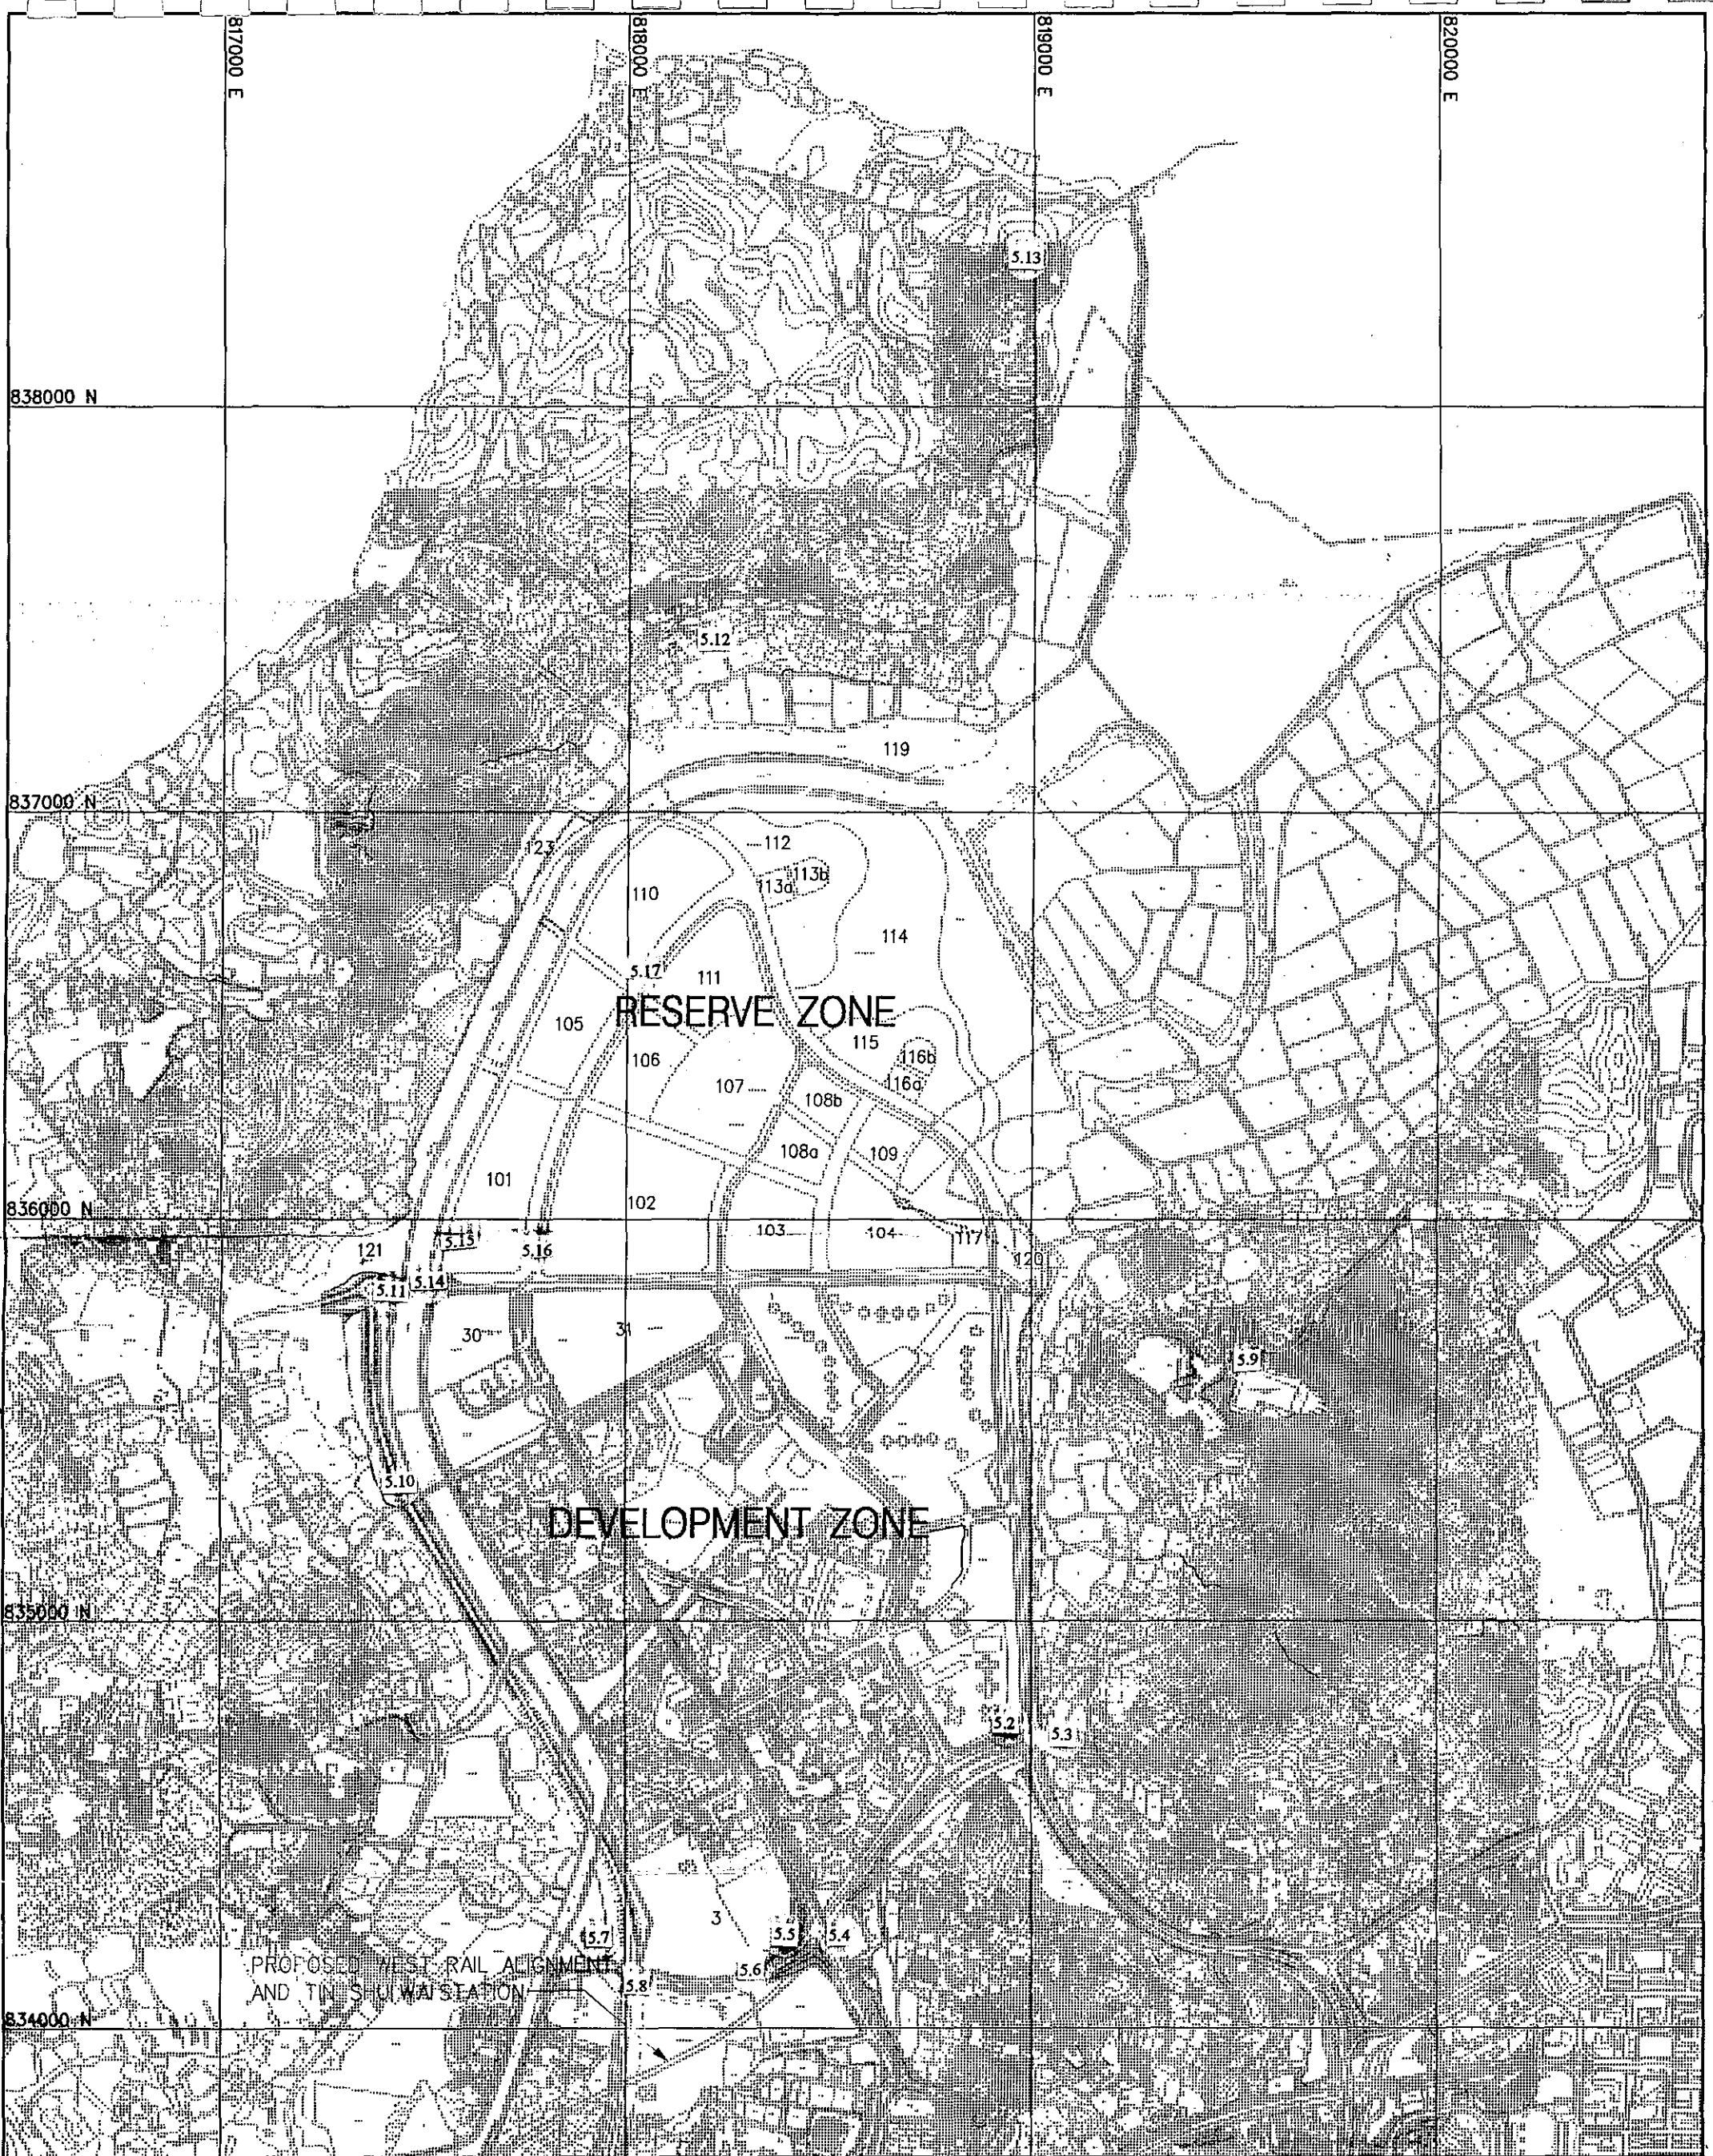 817000 E
818000 E
819000 E
820000 E
5.13
838000 N
5.12
119
837000 N
123
112
113a
113b
110
114
5.17
111
RESERVE ZONE
105
115
106
116b
116a
107
108b
108a
109
101
102
836000 N
103
104
117
121
5.15
5.16
120
5.11
5.14
30
31
5.9
5.10
DEVELOPMENT ZONE
835000 N
5.2
5.3
3
5.7
5.5
5.4
PROPOSED WEST RAIL ALIGNMENT
5.6
5.8
AND TIN SHUI WAI STATION
834000 N